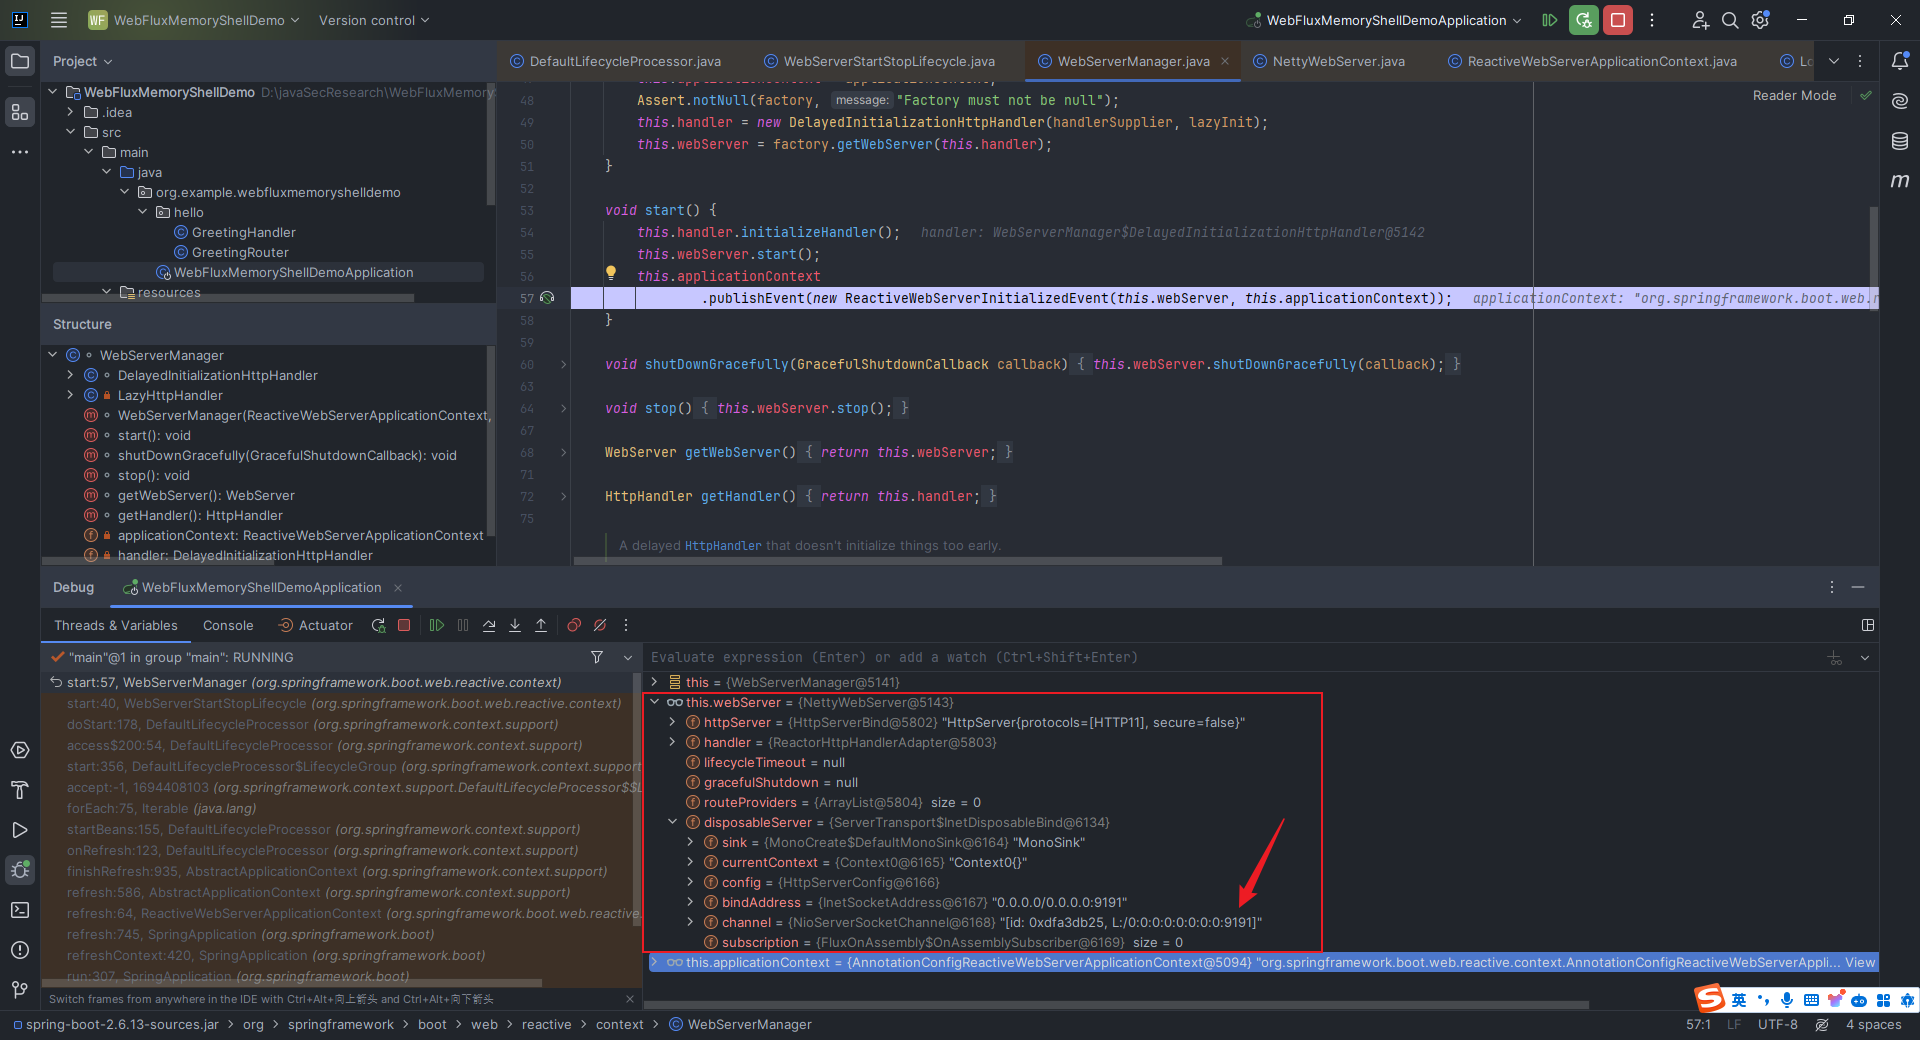 WF WebFluxMemoryShellDemo Version control WebFluxMemoryShellDemoApplication
Project
DefaultLifecycleProcessor.java WebServerStartStopLifecycle.java WebServerManager.java NettyWebServer.java ReactiveWebServerApplicationContext.java Lo
Reader Mode
WebFluxMemoryShellDemo D:\javaSecResearch\WebFluxMemory
.idea
src
main
java
org.example.webfluxmemoryshelldemo
hello
GreetingHandler
GreetingRouter
WebFluxMemoryShellDemoApplication
resources
48 Assert.notNull(factory, message: "Factory must not be null");
49 this.handler = new DelayedInitializationHttpHandler(handlerSupplier, lazyInit);
50 this.webServer = factory.getWebServer(this.handler);
51 }
52
53 void start() {
54 this.handler.initializeHandler(); handler: WebServerManager$DelayedInitializationHttpHandler@5142
55 this.webServer.start();
56 this.applicationContext
57 .publishEvent(new ReactiveWebServerInitializedEvent(this.webServer, this.applicationContext)); applicationContext: "org.springframework.boot.web.r
58 }
59
60 void shutDownGracefully(GracefulShutdownCallback callback) { this.webServer.shutDownGracefully(callback); }
63
64 void stop() { this.webServer.stop(); }
67
68 WebServer getWebServer() { return this.webServer; }
71
72 HttpHandler getHandler() { return this.handler; }
75
A delayed HttpHandler that doesn't initialize things too early.
Structure
WebServerManager
DelayedInitializationHttpHandler
LazyHttpHandler
WebServerManager(ReactiveWebServerApplicationContext,
start(): void
shutDownGracefully(GracefulShutdownCallback): void
stop(): void
getWebServer(): WebServer
getHandler(): HttpHandler
applicationContext: ReactiveWebServerApplicationContext
handler: DelayedInitializationHttpHandler
Debug WebFluxMemoryShellDemoApplication
Threads & Variables Console Actuator
"main"@1 in group "main": RUNNING
start:57, WebServerManager (org.springframework.boot.web.reactive.context)
start:40, WebServerStartStopLifecycle (org.springframework.boot.web.reactive.context)
doStart:178, DefaultLifecycleProcessor (org.springframework.context.support)
access$200:54, DefaultLifecycleProcessor (org.springframework.context.support)
start:356, DefaultLifecycleProcessor$LifecycleGroup (org.springframework.context.support
accept:-1, 1694408103 (org.springframework.context.support.DefaultLifecycleProcessor$$L
forEach:75, Iterable (java.lang)
startBeans:155, DefaultLifecycleProcessor (org.springframework.context.support)
onRefresh:123, DefaultLifecycleProcessor (org.springframework.context.support)
finishRefresh:935, AbstractApplicationContext (org.springframework.context.support)
refresh:586, AbstractApplicationContext (org.springframework.context.support)
refresh:64, ReactiveWebServerApplicationContext (org.springframework.boot.web.reactive
refresh:745, SpringApplication (org.springframework.boot)
refreshContext:420, SpringApplication (org.springframework.boot)
run:307, SpringApplication (org.springframework.boot)
Switch frames from anywhere in the IDE with Ctrl+Alt+向上箭头 and Ctrl+Alt+向下箭头
Evaluate expression (Enter) or add a watch (Ctrl+Shift+Enter)
this = {WebServerManager@5141}
this.webServer = {NettyWebServer@5143}
httpServer = {HttpServerBind@5802} "HttpServer{protocols=[HTTP11], secure=false}"
handler = {ReactorHttpHandlerAdapter@5803}
lifecycleTimeout = null
gracefulShutdown = null
routeProviders = {ArrayList@5804} size = 0
disposableServer = {ServerTransport$InetDisposableBind@6134}
sink = {MonoCreate$DefaultMonoSink@6164} "MonoSink"
currentContext = {Context0@6165} "Context0{}"
config = {HttpServerConfig@6166}
bindAddress = {InetSocketAddress@6167} "0.0.0.0/0.0.0.0:9191"
channel = {NioServerSocketChannel@6168} "[id: 0xdfa3db25, L:/0:0:0:0:0:0:0:0:9191]"
subscription = {FluxOnAssembly$OnAssemblySubscriber@6169} size = 0
this.applicationContext = {AnnotationConfigReactiveWebServerApplicationContext@5094} "org.springframework.boot.web.reactive.context.AnnotationConfigReactiveWebServerAppli... View
英
spring-boot-2.6.13-sources.jar org springframework boot web reactive context WebServerManager 57:1 LF UTF-8 4 spaces